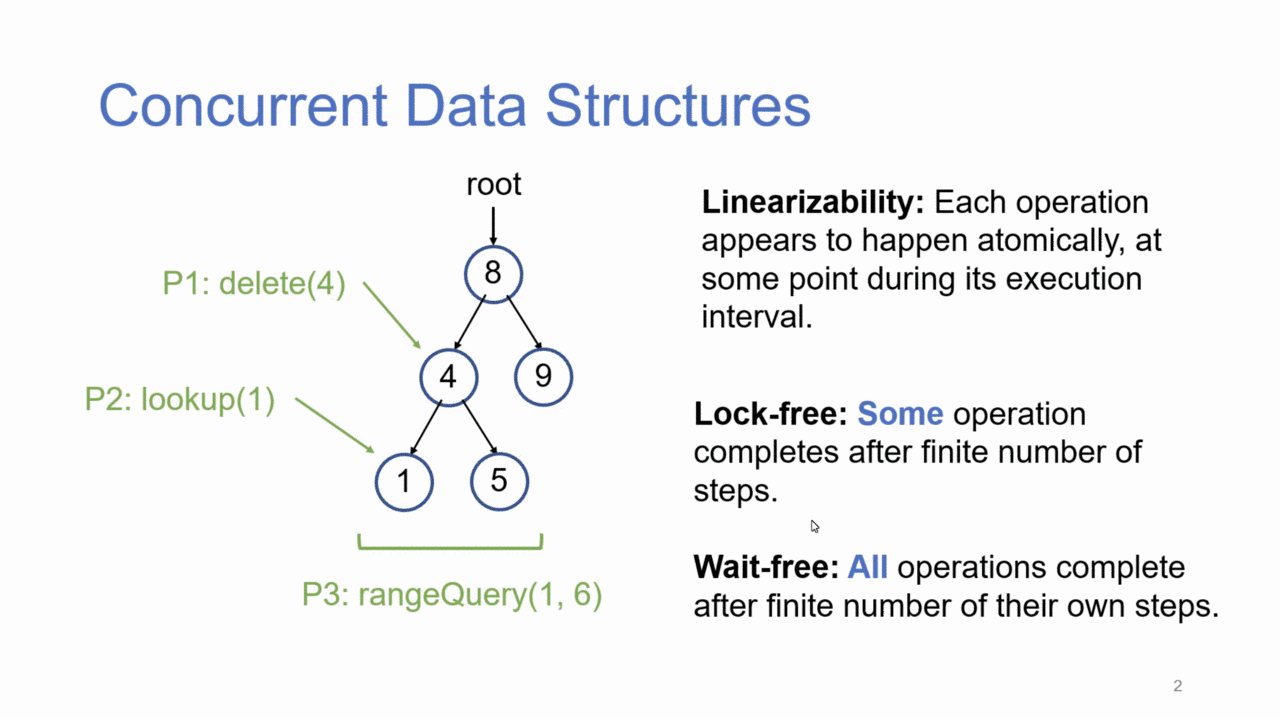 Concurrent Data Structures
root
P1: delete(4)
8
4
9
P2: lookup(1)
1
5
P3: rangeQuery(1, 6)
Linearizability: Each operation
appears to happen atomically, at
some point during its execution
interval.
Lock-free: Some operation
completes after finite number of
steps.
Wait-free: All operations complete
after finite number of their own steps.
2